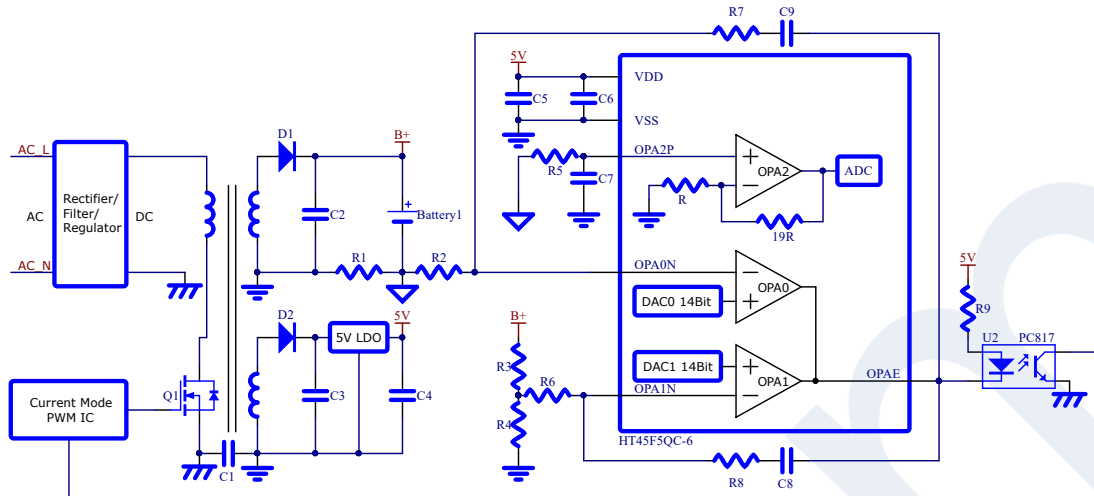 R7
C9
5V
VDD
C5
C6
VSS
D1
B+
AC_L
OPA2P
R5
C7
OPA2
ADC
Rectifier/
Filter/
Regulator
AC
DC
R
19R
C2
Battery1
AC_N
R1
R2
OPA0N
OPA0
DAC0 14Bit
5V
R9
D2
5V LDO
5V
B+
U2
PC817
R3
DAC1 14Bit
OPA1
OPAE
R6
OPA1N
Q1
C3
C4
Current Mode
PWM IC
R4
HT45F5QC-6
C1
R8
C8